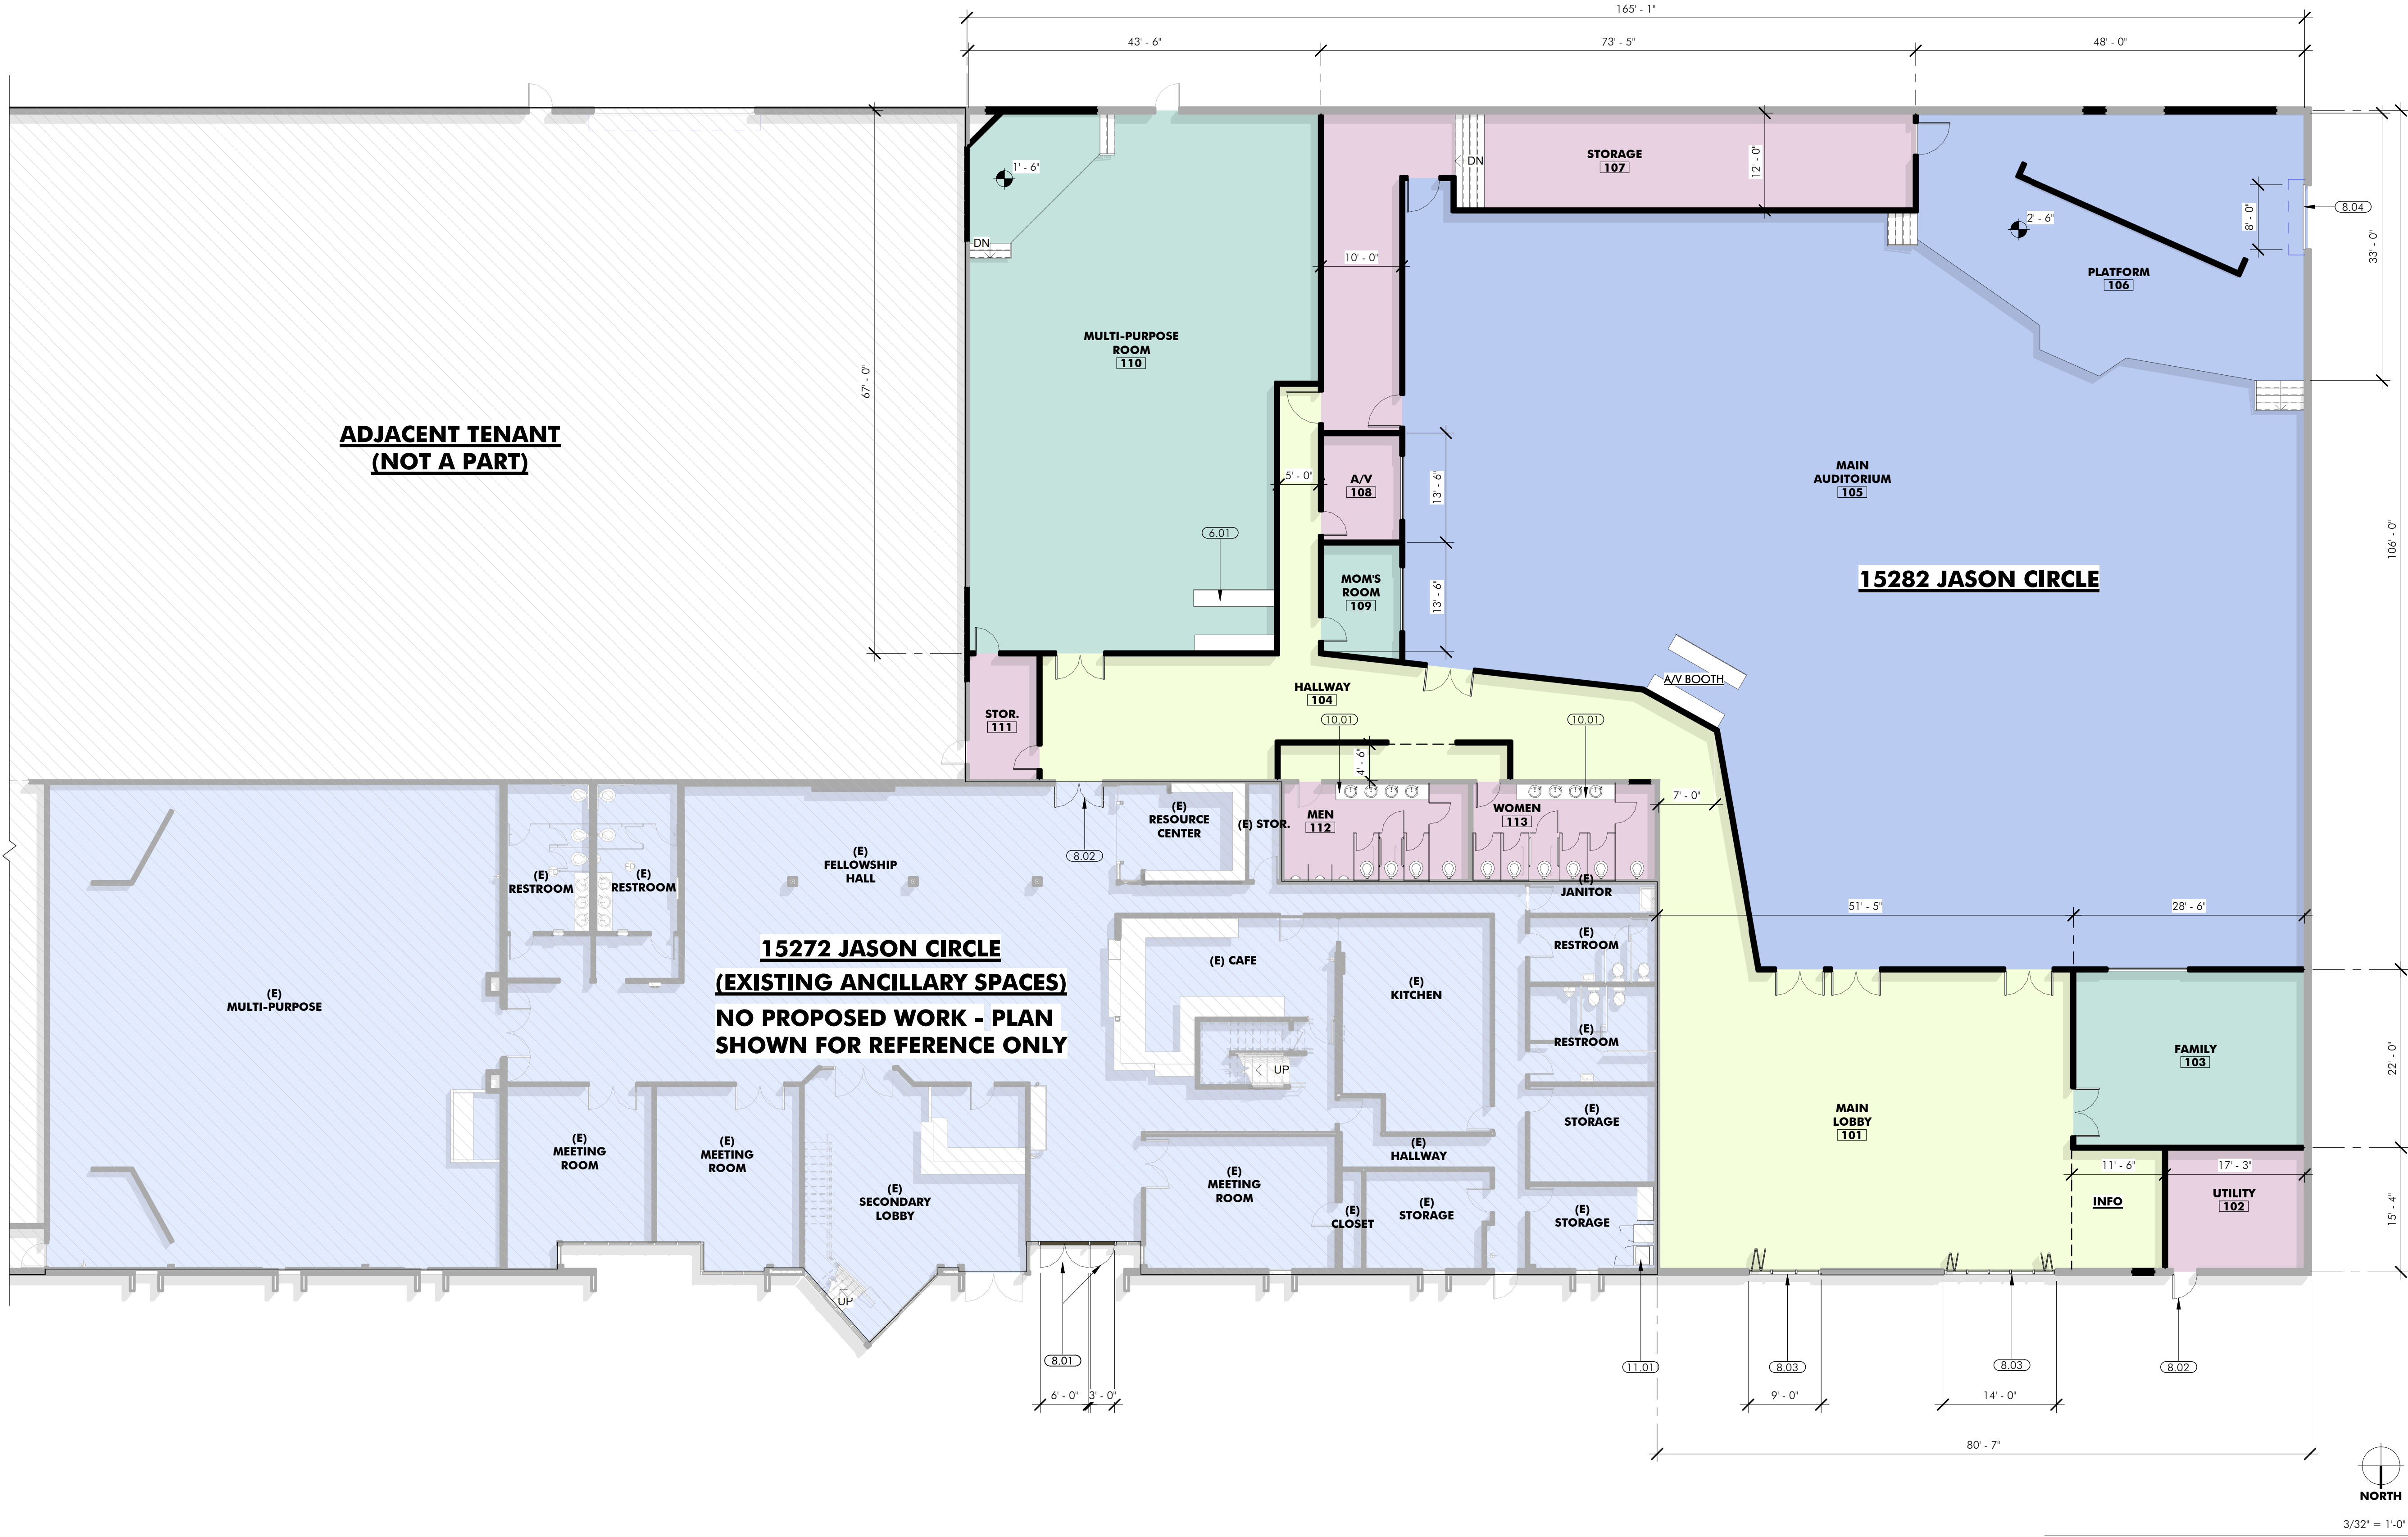 165' - 1"
43' - 6"
73' - 5"
48' - 0"
1' - 6"
DN
67' - 0"
MULTI-PURPOSE
ROOM
110
6.01
STORAGE
107
DN
12' - 0"
10' - 0"
2' - 6"
PLATFORM
106
8' - 0"
8.04
33' - 0"
106' - 0"
ADJACENT TENANT
(NOT A PART)
5' - 0"
A/V
108
13' - 6"
MOM'S
ROOM
109
13' - 6"
MAIN
AUDITORIUM
105
15282 JASON CIRCLE
A/V BOOTH
HALLWAY
104
STOR.
111
10.01
10.01
4' - 6"
7' - 0"
MEN
112
WOMEN
113
(E)
RESOURCE
CENTER
(E) STOR.
8.02
(E)
FELLOWSHIP
HALL
(E)
RESTROOM
(E)
RESTROOM
(E)
JANITOR
51' - 5"
28' - 6"
15272 JASON CIRCLE
(EXISTING ANCILLARY SPACES)
NO PROPOSED WORK - PLAN
SHOWN FOR REFERENCE ONLY
(E)
MULTI-PURPOSE
(E) CAFE
UP
(E)
KITCHEN
(E)
RESTROOM
(E)
RESTROOM
(E)
STORAGE
FAMILY
103
22' - 0"
MAIN
LOBBY
101
(E)
MEETING
ROOM
(E)
MEETING
ROOM
(E)
SECONDARY
LOBBY
UP
(E)
MEETING
ROOM
(E)
HALLWAY
(E)
CLOSET
(E)
STORAGE
(E)
STORAGE
11' - 6"
17' - 3"
INFO
UTILITY
102
15' - 4"
8.01
11.01
8.03
8.03
8.02
6' - 0"
3' - 0"
9' - 0"
14' - 0"
80' - 7"
NORTH
3/32" = 1'-0"